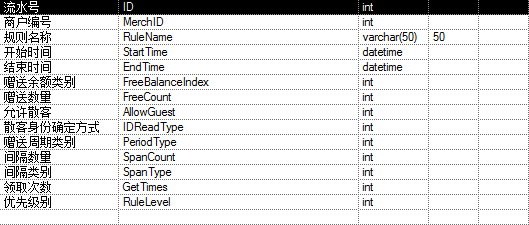 流水号 ID int
商户编号 MerchID int
规则名称 RuleName varchar(50) 50
开始时间 StartTime datetime
结束时间 EndTime datetime
赠送余额类别 FreeBalanceIndex int
赠送数量 FreeCount int
允许散客 AllowGuest int
散客身份确定方式 IDReadType int
赠送周期类别 PeriodType int
间隔数量 SpanCount int
间隔类别 SpanType int
领取次数 GetTimes int
优先级别 RuleLevel int